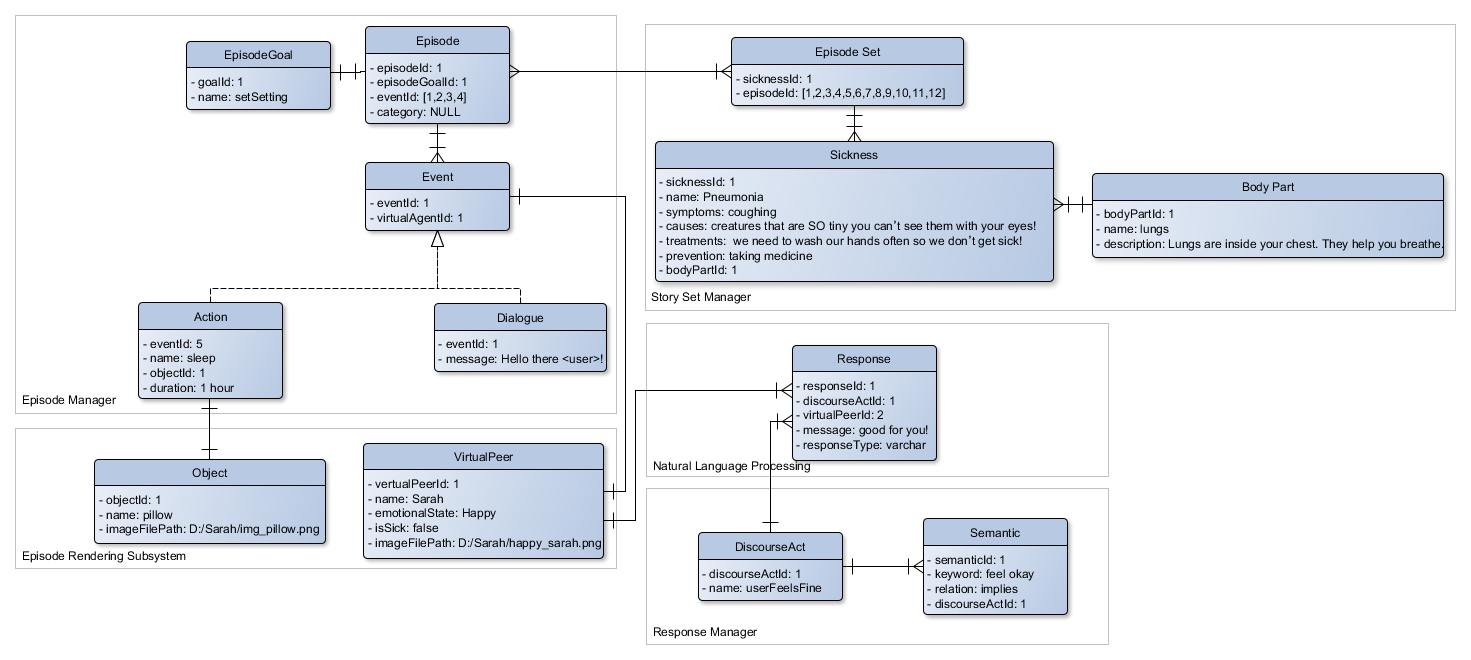 EpisodeGoal
- goalId: 1
- name: setSetting
Episode
- episodeId: 1
- episodeGoalId: 1
- eventId: [1,2,3,4]
- category: NULL
Event
- eventId: 1
- virtualAgentId: 1
Action
- eventId: 5
- name: sleep
- objectId: 1
- duration: 1 hour
Dialogue
- eventId: 1
- message: Hello there <user>!
Episode Manager
Object
- objectId: 1
- name: pillow
- imageFilePath: D:/Sarah/img_pillow.png
VirtualPeer
- vertualPeerId: 1
- name: Sarah
- emotionalState: Happy
- isSick: false
- imageFilePath: D:/Sarah/happy_sarah.png
Episode Rendering Subsystem
Episode Set
- sicknessId: 1
- episodeId: [1,2,3,4,5,6,7,8,9,10,11,12]
Sickness
- sicknessId: 1
- name: Pneumonia
- symptoms: coughing
- causes: creatures that are SO tiny you can't see them with your eyes!
- treatments:  we need to wash our hands often so we don't get sick!
- prevention: taking medicine
- bodyPartId: 1
Body Part
- bodyPartId: 1
- name: lungs
- description: Lungs are inside your chest. They help you breathe.
Story Set Manager
Response
- responseId: 1
- discourseActId: 1
- virtualPeerId: 2
- message: good for you!
- responseType: varchar
Natural Language Processing
DiscourseAct
- discourseActId: 1
- name: userFeelsFine
Semantic
- semanticId: 1
- keyword: feel okay
- relation: implies
- discourseActId: 1
Response Manager